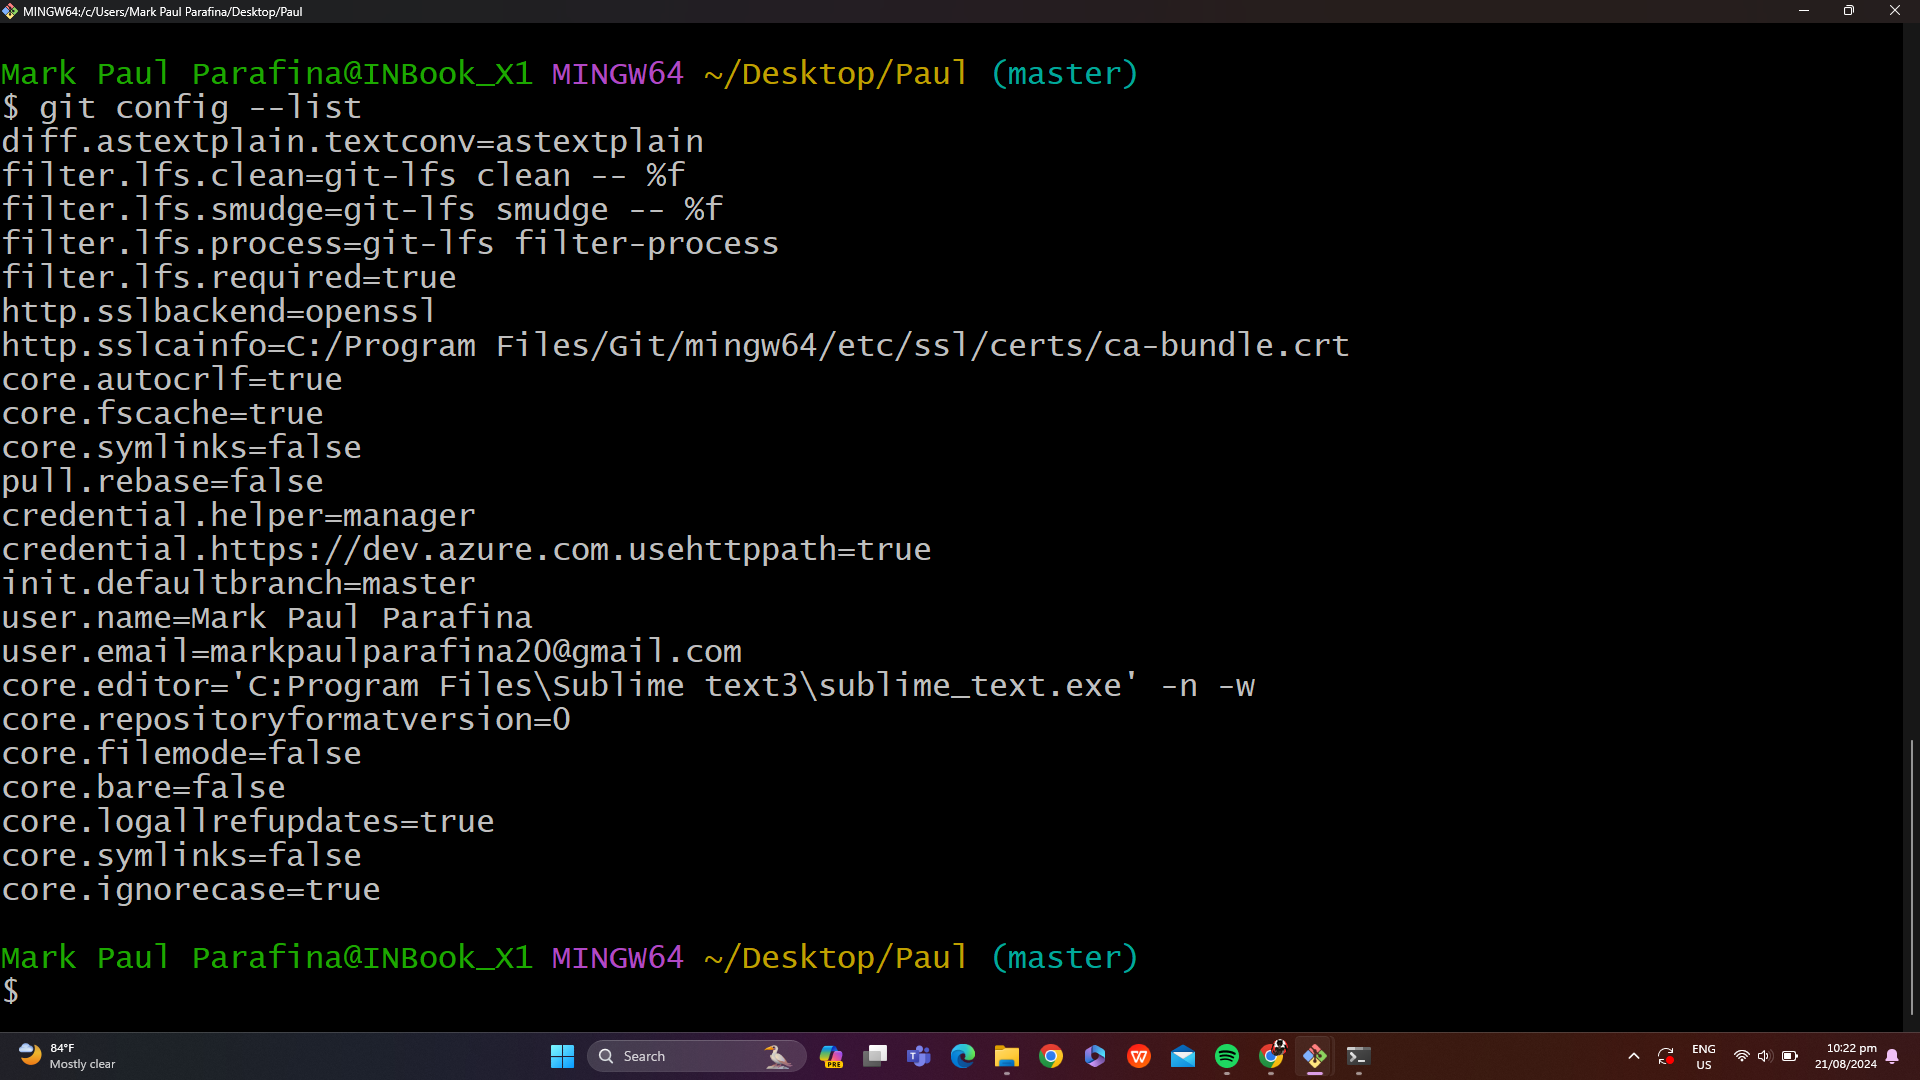 MINGW64:/c/Users/Mark Paul Parafina/Desktop/Paul
Mark Paul Parafina@INBook_X1 MINGW64 ~/Desktop/Paul (master)
$ git config --list
diff.astextplain.textconv=astextplain
filter.lfs.clean=git-lfs clean -- %f
filter.lfs.smudge=git-lfs smudge -- %f
filter.lfs.process=git-lfs filter-process
filter.lfs.required=true
http.sslbackend=openssl
http.sslcainfo=C:/Program Files/Git/mingw64/etc/ssl/certs/ca-bundle.crt
core.autocrlf=true
core.fscache=true
core.symlinks=false
pull.rebase=false
credential.helper=manager
credential.https://dev.azure.com.usehttppath=true
init.defaultbranch=master
user.name=Mark Paul Parafina
user.email=markpaulparafina20@gmail.com
core.editor='C:Program Files\Sublime text3\sublime_text.exe' -n -w
core.repositoryformatversion=0
core.filemode=false
core.bare=false
core.logallrefupdates=true
core.symlinks=false
core.ignorecase=true
Mark Paul Parafina@INBook_X1 MINGW64 ~/Desktop/Paul (master)
$
84°F
Mostly clear
Search
PRE
ENG
US
10:22 pm
21/08/2024